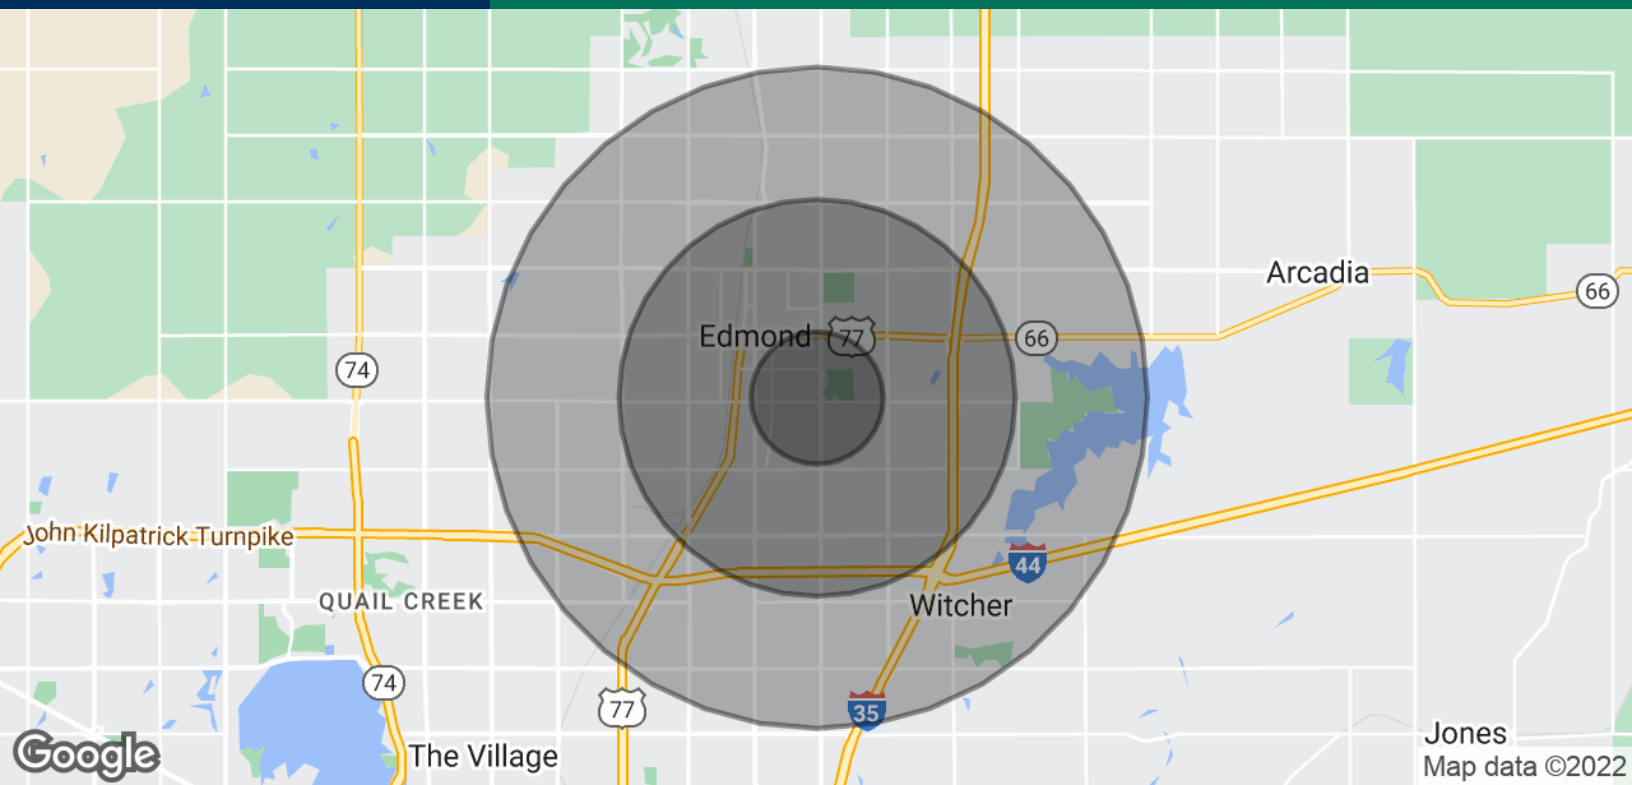 Arcadia
66
Edmond
77
66
74
John Kilpatrick Turnpike
44
QUAIL CREEK
Witcher
74
77
35
Jones
Google
The Village
Map data ©2022